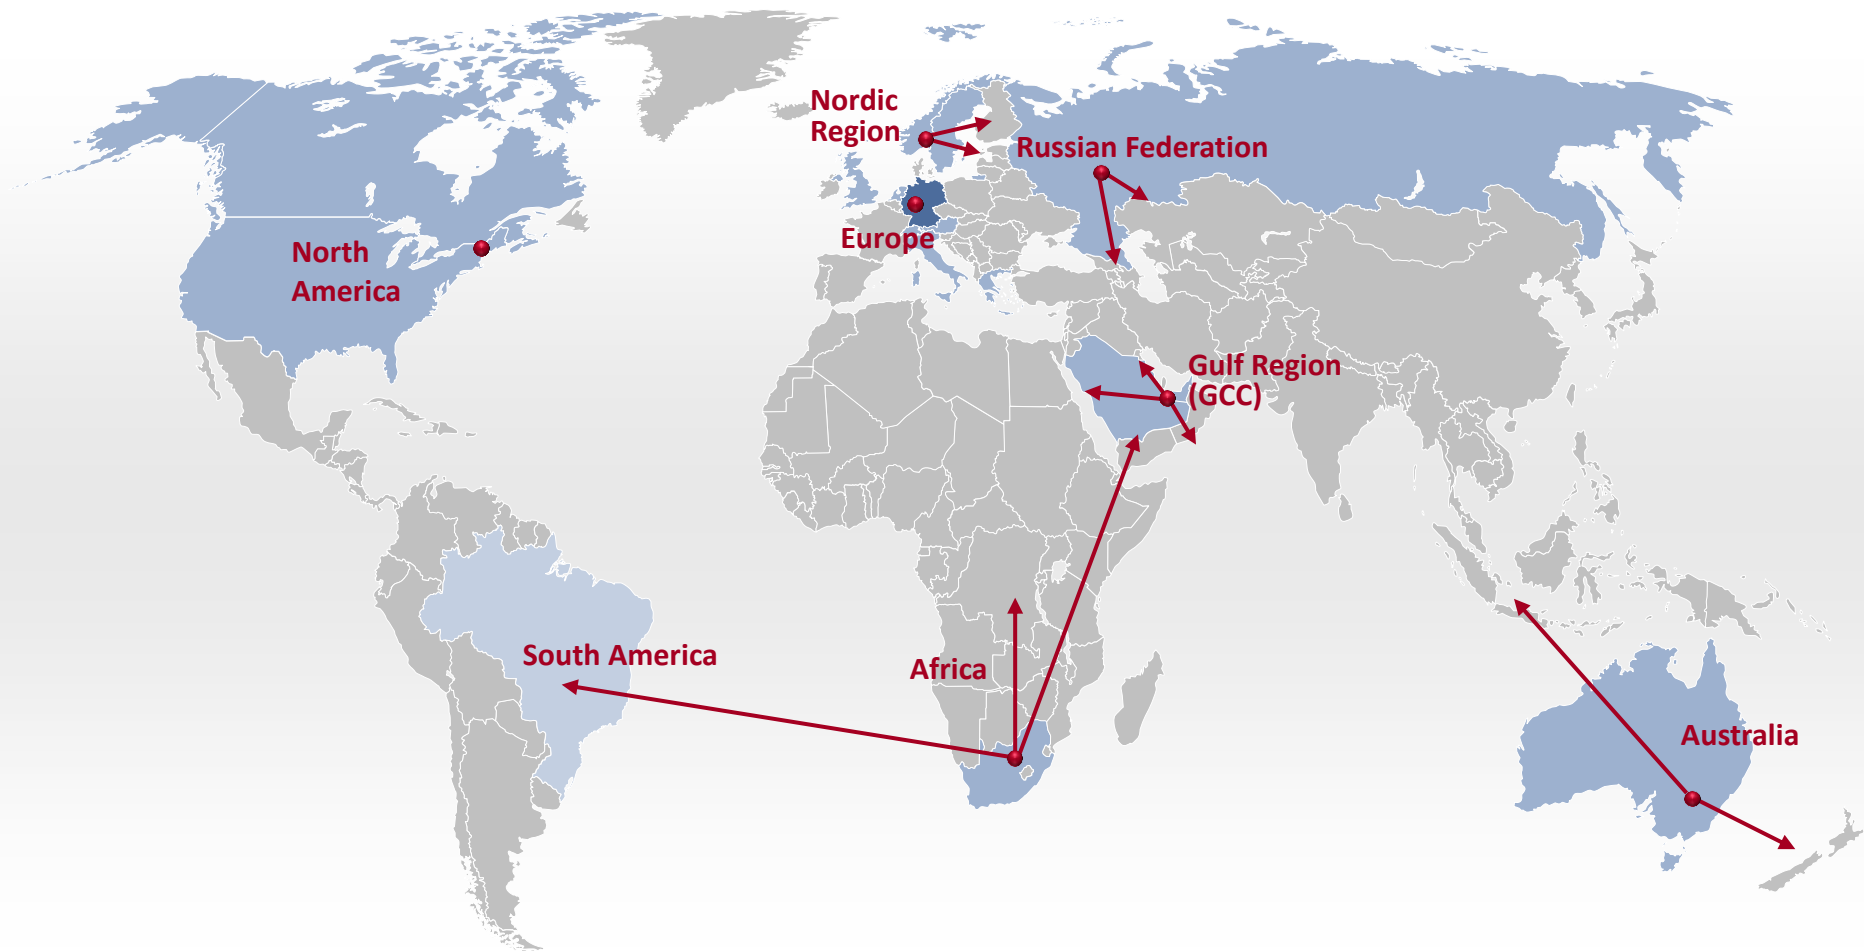 Nordic
Region
Russian Federation
Europe
North
America
Gulf Region
(GCC)
South America
Africa
Australia